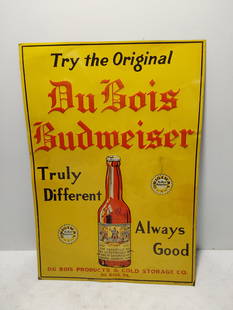 Try the Original
Du Bois
Budweiser
Truly
Different
Always
Good
DU BOIS PRODUCTS & COLD STORAGE CO.
DU BOIS, PA.